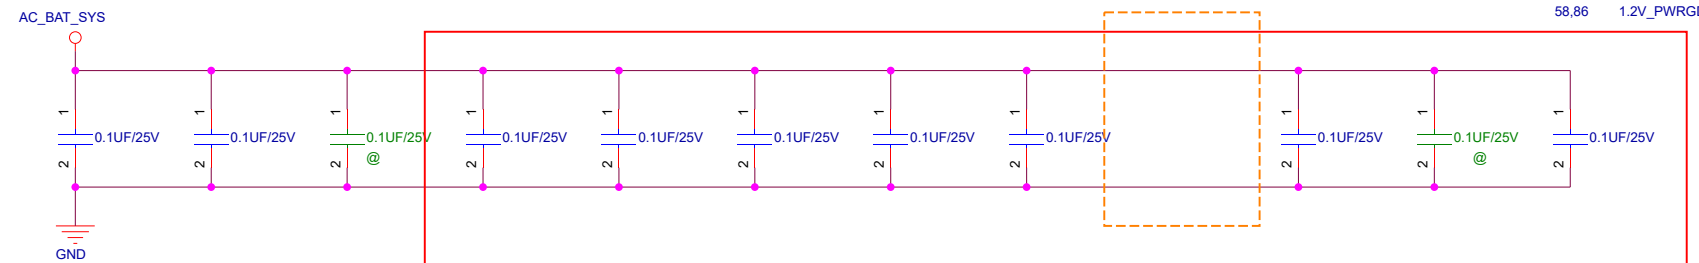 AC_BAT_SYS
58,86 1.2V_PWRG
1 1 1 1 1 1 1 1 1 1 1
0.1UF/25V 0.1UF/25V 0.1UF/25V 0.1UF/25V 0.1UF/25V 0.1UF/25V 0.1UF/25V 0.1UF/25V 0.1UF/25V 0.1UF/25V 0.1UF/25V
@ @
2 2 2 2 2 2 2 2 2 2 2
GND